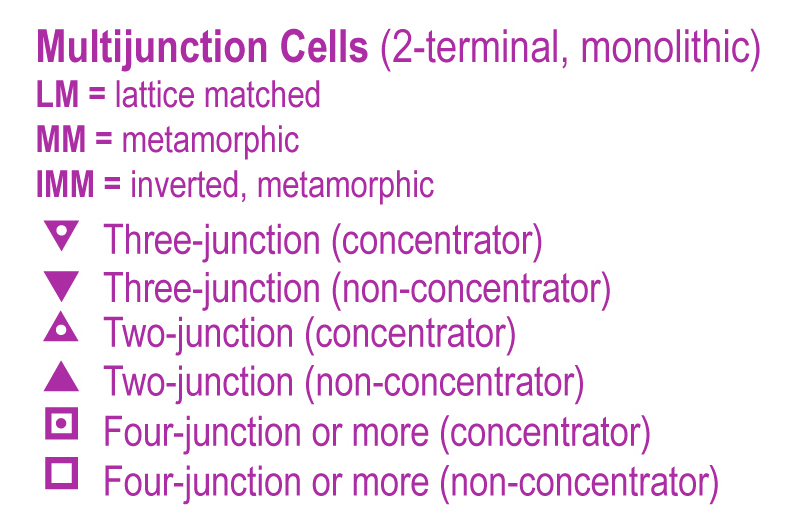 Multijunction Cells (2-terminal, monolithic)
LM = lattice matched
MM = metamorphic
IMM = inverted, metamorphic
Three-junction (concentrator)
Three-junction (non-concentrator)
Two-junction (concentrator)
Two-junction (non-concentrator)
Four-junction or more (concentrator)
Four-junction or more (non-concentrator)